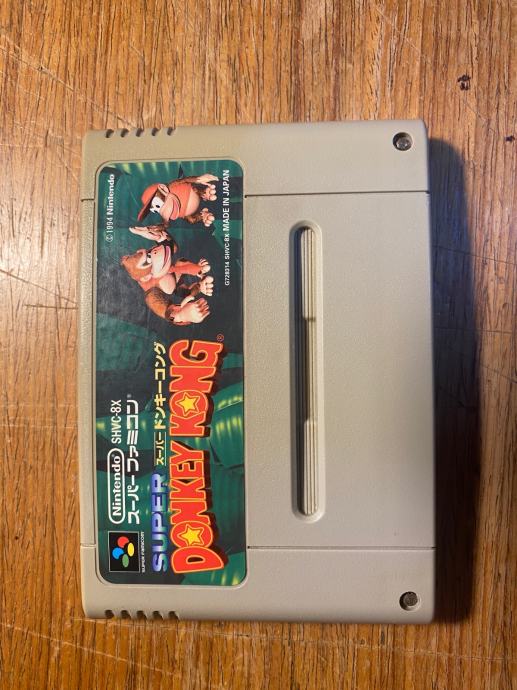 Nintendo® SHVC-8X
スーパーファミコン®
SUPER FAMICOM
SUPER スーパードンキーコング
DONKEY KONG®
© 1994 Nintendo
G728314 SHVC-8X MADE IN JAPAN